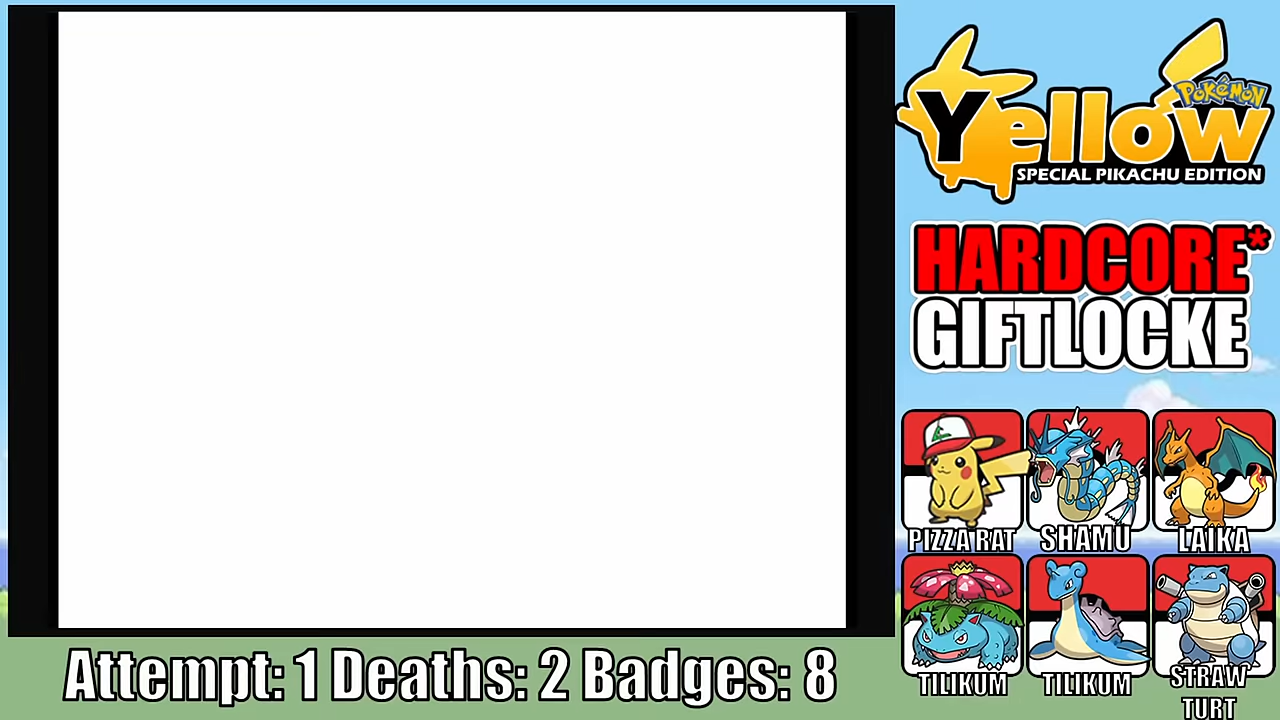 Pokémon
Yellow
SPECIAL PIKACHU EDITION
HARDCORE*
GIFTLOCKE
PIZZA RAT
SHAMU
LAIKA
TILIKUM
TILIKUM
STRAW
TURT
Attempt: 1 Deaths: 2 Badges: 8